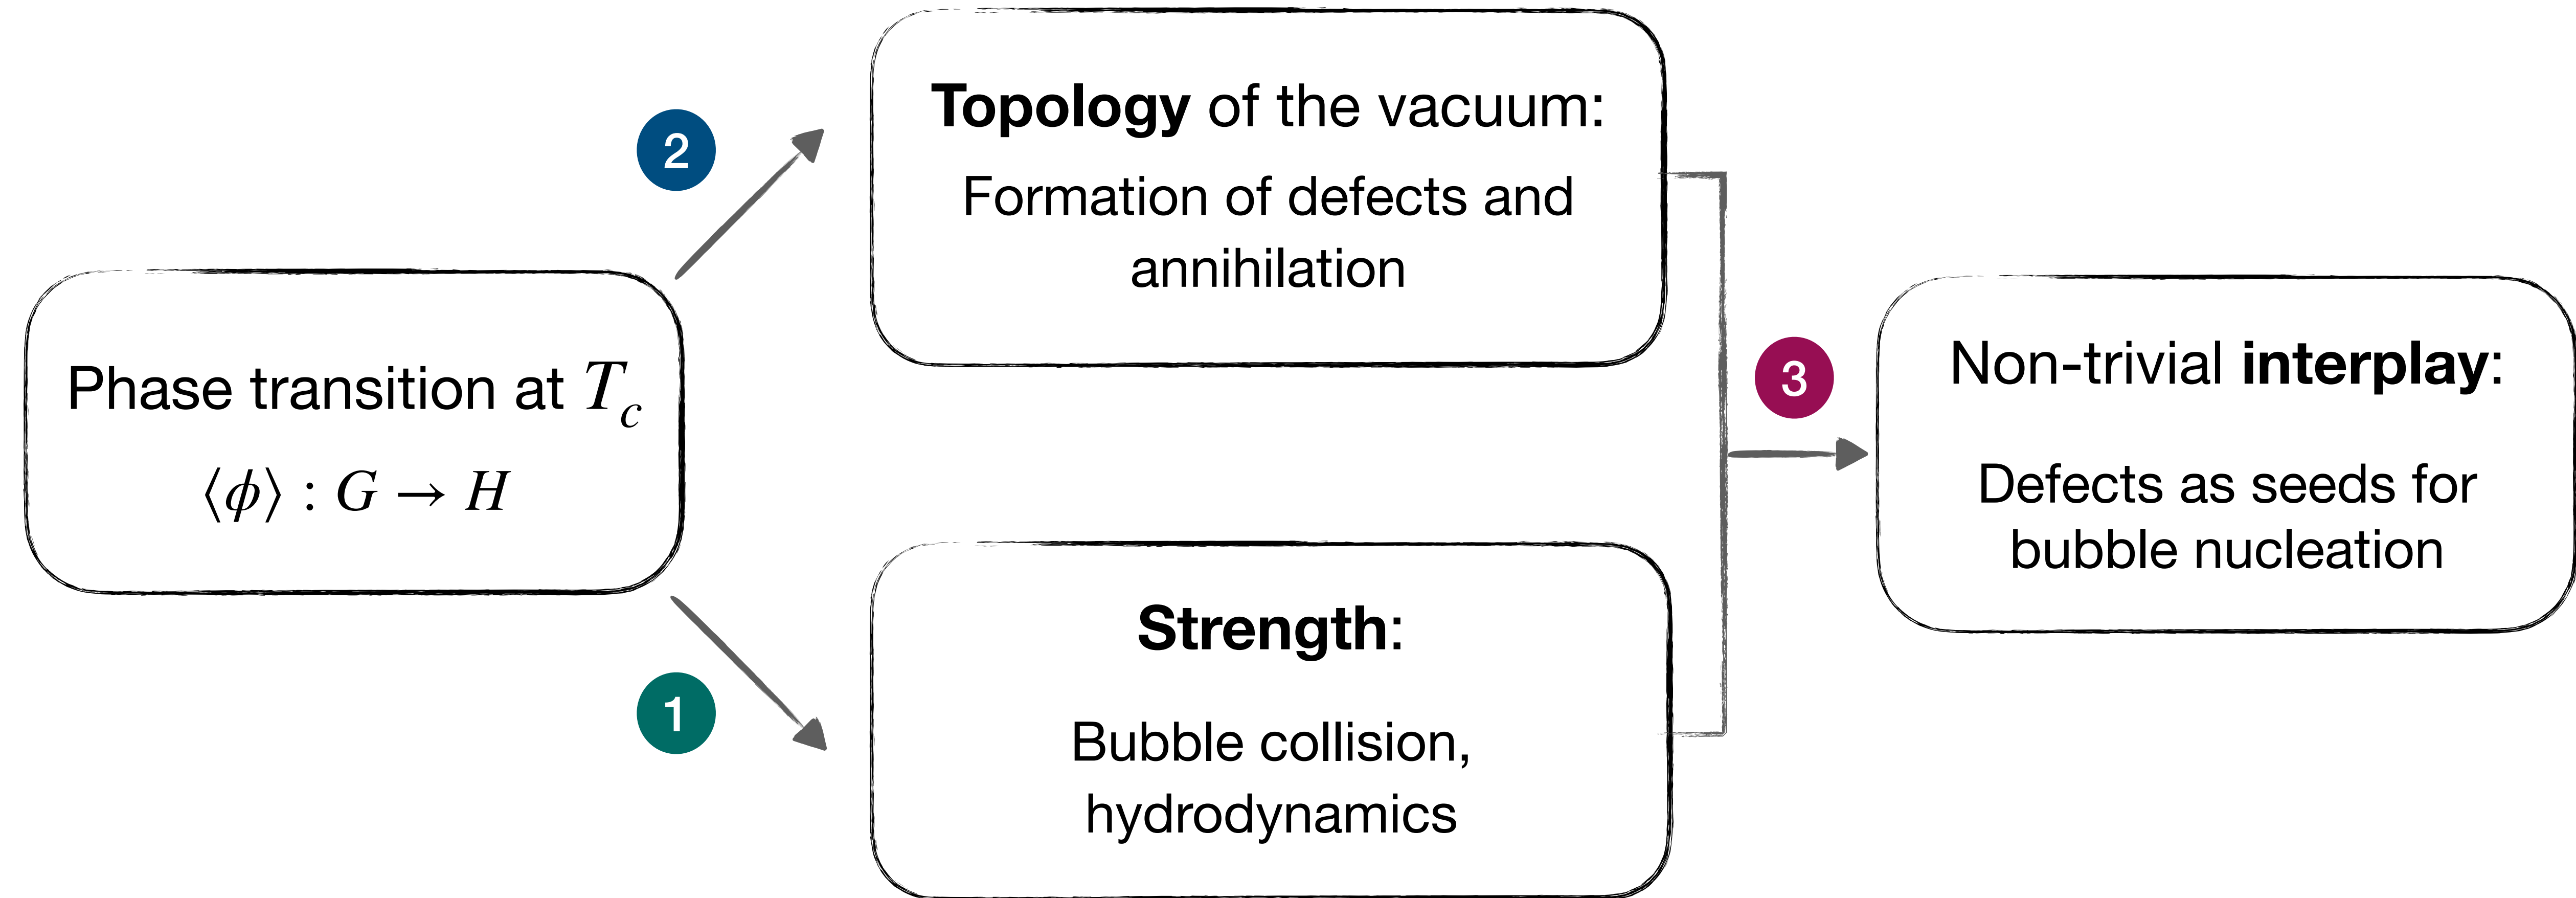 Phase transition at T_c
⟨ϕ⟩ : G → H
2
Topology of the vacuum:
Formation of defects and
annihilation
1
Strength:
Bubble collision,
hydrodynamics
3
Non-trivial interplay:
Defects as seeds for
bubble nucleation